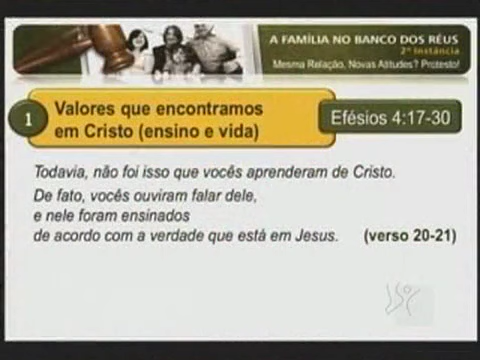 A FAMÍLIA NO BANCO DOS RÉUS
2ª Instância
Mesma Relação, Novas Atitudes? Protesto!
1
Valores que encontramos
em Cristo (ensino e vida)
Efésios 4:17-30
Todavia, não foi isso que vocês aprenderam de Cristo.
De fato, vocês ouviram falar dele,
e nele foram ensinados
de acordo com a verdade que está em Jesus. (verso 20-21)